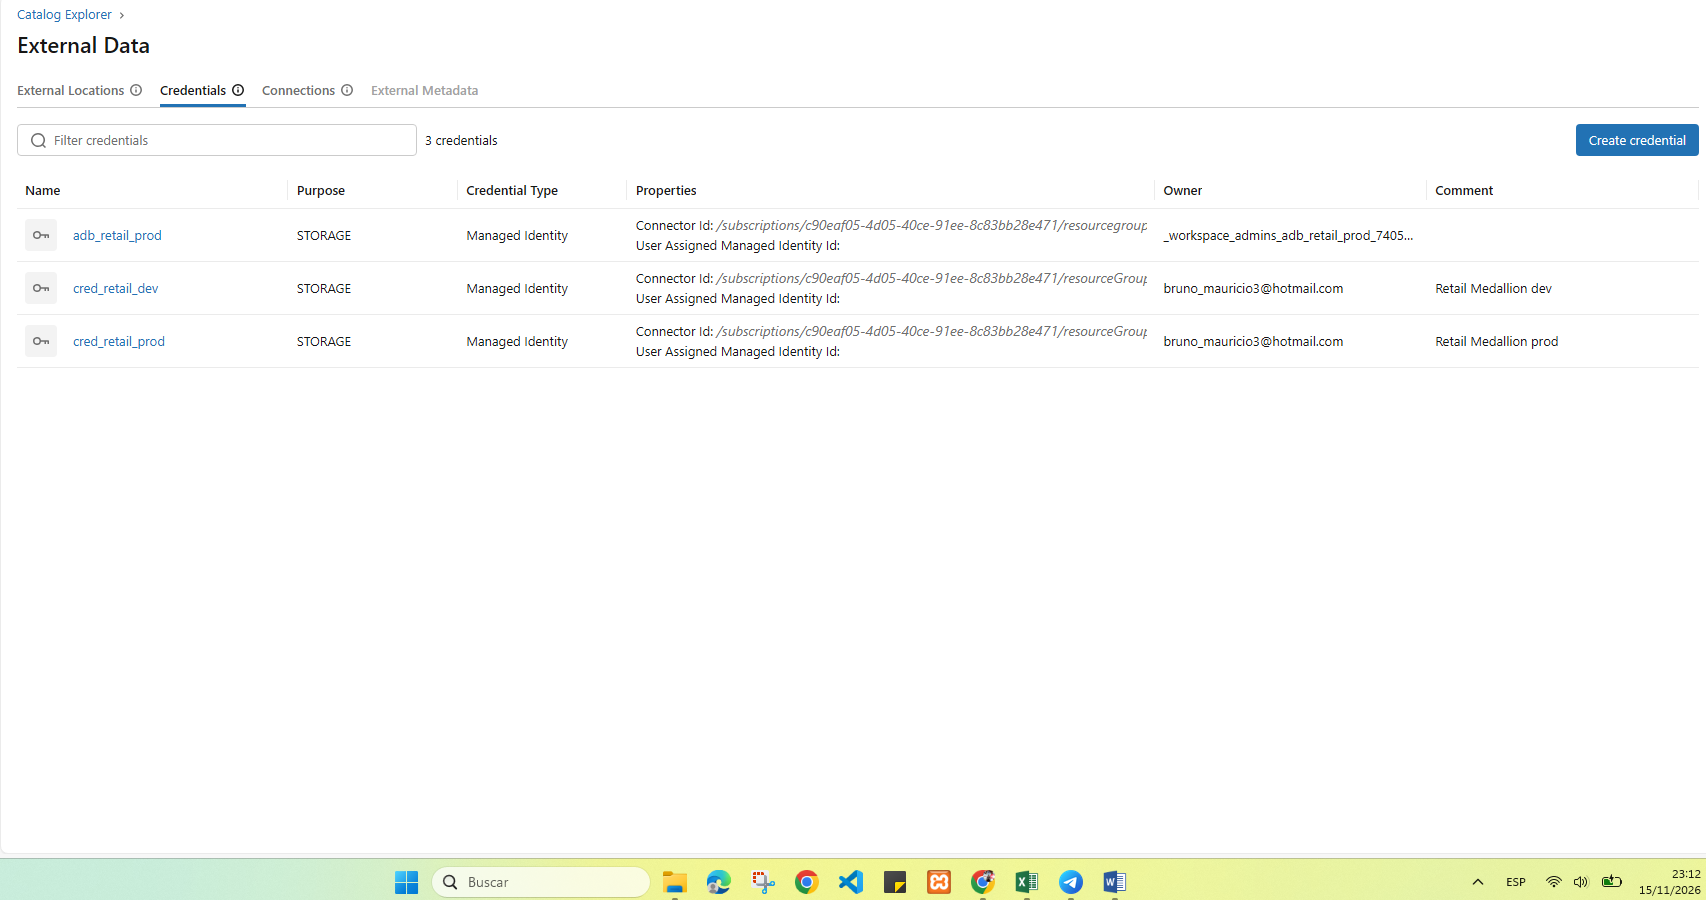 Catalog Explorer ›
External Data
External Locations Credentials Connections External Metadata
Filter credentials 3 credentials Create credential
Name Purpose Credential Type Properties Owner Comment
adb_retail_prod STORAGE Managed Identity Connector Id: /subscriptions/c90eaf05-4d05-40ce-91ee-8c83bb28e471/resourcegroup _workspace_admins_adb_retail_prod_7405...
User Assigned Managed Identity Id:
cred_retail_dev STORAGE Managed Identity Connector Id: /subscriptions/c90eaf05-4d05-40ce-91ee-8c83bb28e471/resourceGroup bruno_mauricio3@hotmail.com Retail Medallion dev
User Assigned Managed Identity Id:
cred_retail_prod STORAGE Managed Identity Connector Id: /subscriptions/c90eaf05-4d05-40ce-91ee-8c83bb28e471/resourceGroup bruno_mauricio3@hotmail.com Retail Medallion prod
User Assigned Managed Identity Id:
Buscar ESP 23:12
15/11/2026